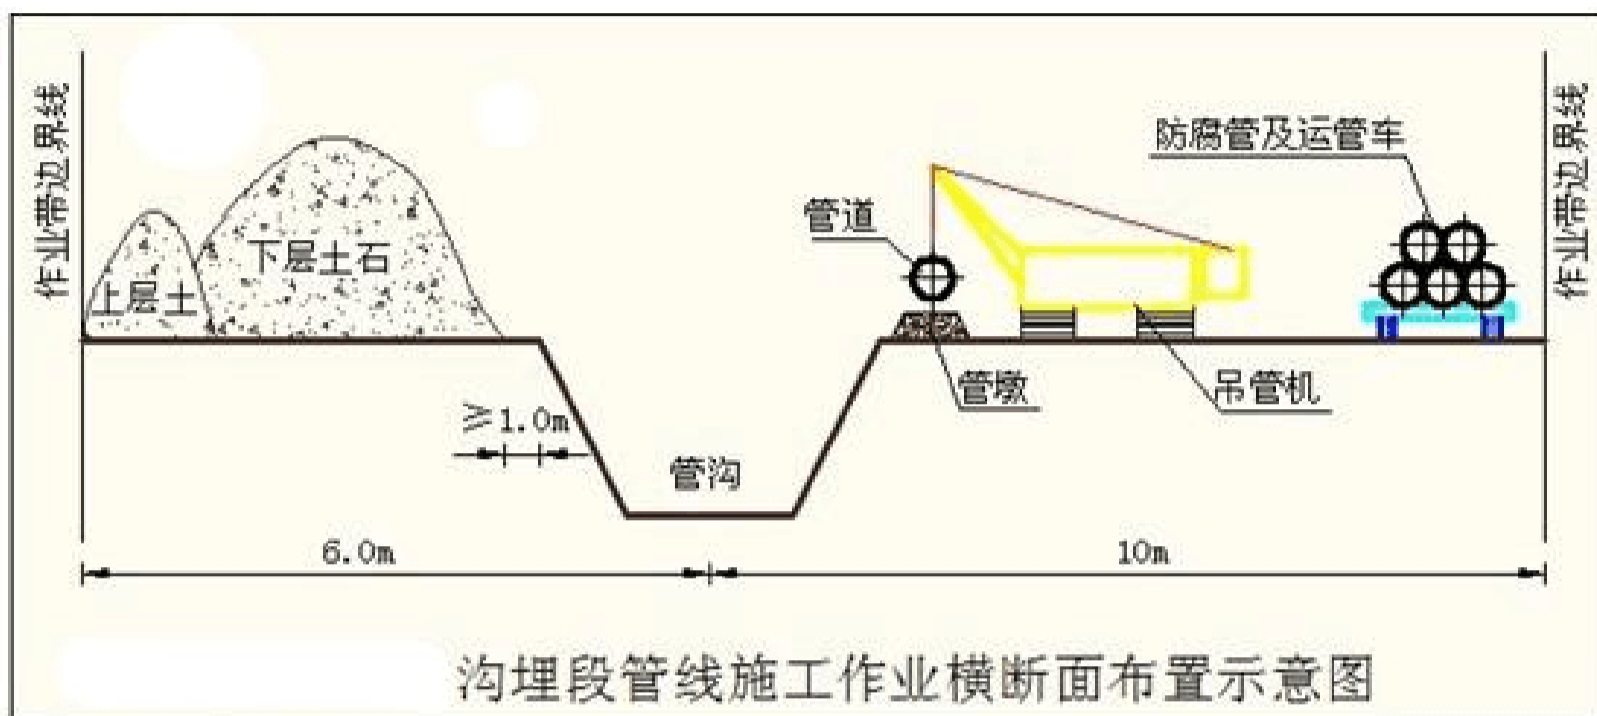 作业带边界线
上层土
下层土石
管道
防腐管及运管车
作业带边界线
管墩
吊管机
≥1.0m
管沟
6.0m
10m
沟埋段管线施工作业横断面布置示意图